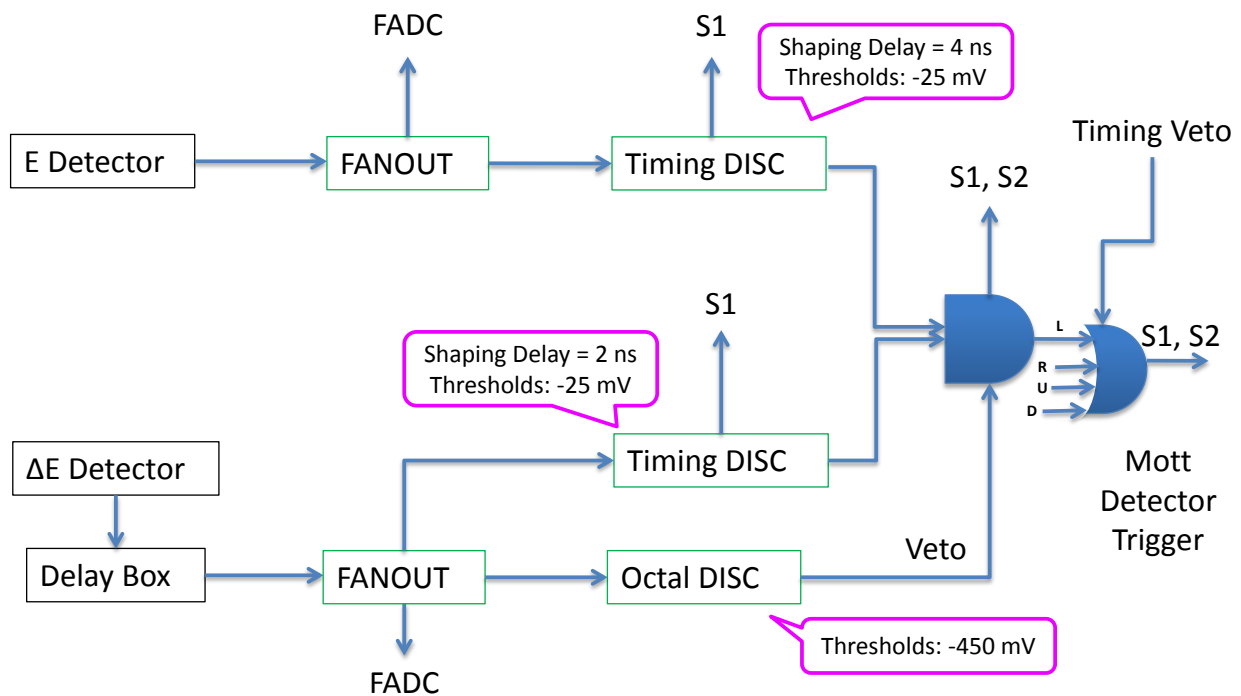 FADC
S1
Shaping Delay = 4 ns
Thresholds: -25 mV
Timing Veto
E Detector
FANOUT
Timing DISC
S1, S2
S1
Shaping Delay = 2 ns
Thresholds: -25 mV
L
R
U
D
S1, S2
ΔE Detector
Timing DISC
Mott
Detector
Trigger
Delay Box
FANOUT
Octal DISC
Veto
Thresholds: -450 mV
FADC